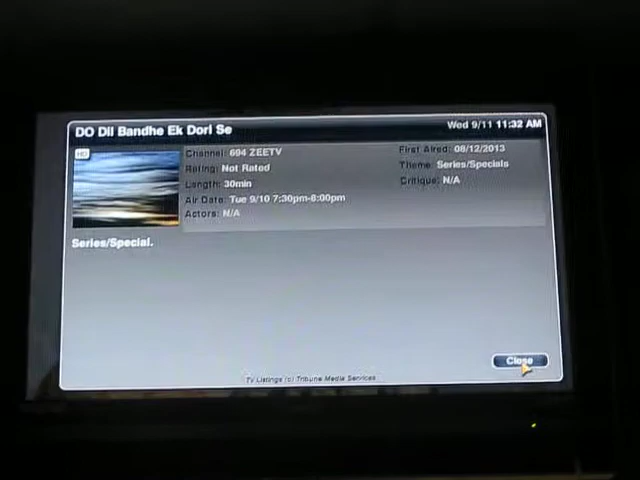 DO Dil Bandhe Ek Dori Se
Wed 9/11 11:32 AM
HD
Channel: 694 ZEETV
Rating: Not Rated
Length: 30min
Air Date: Tue 9/10 7:30pm-8:00pm
Actors: N/A
First Aired: 08/12/2013
Theme: Series/Specials
Critique: N/A
Series/Special.
Close
TV Listings (c) Tribune Media Services